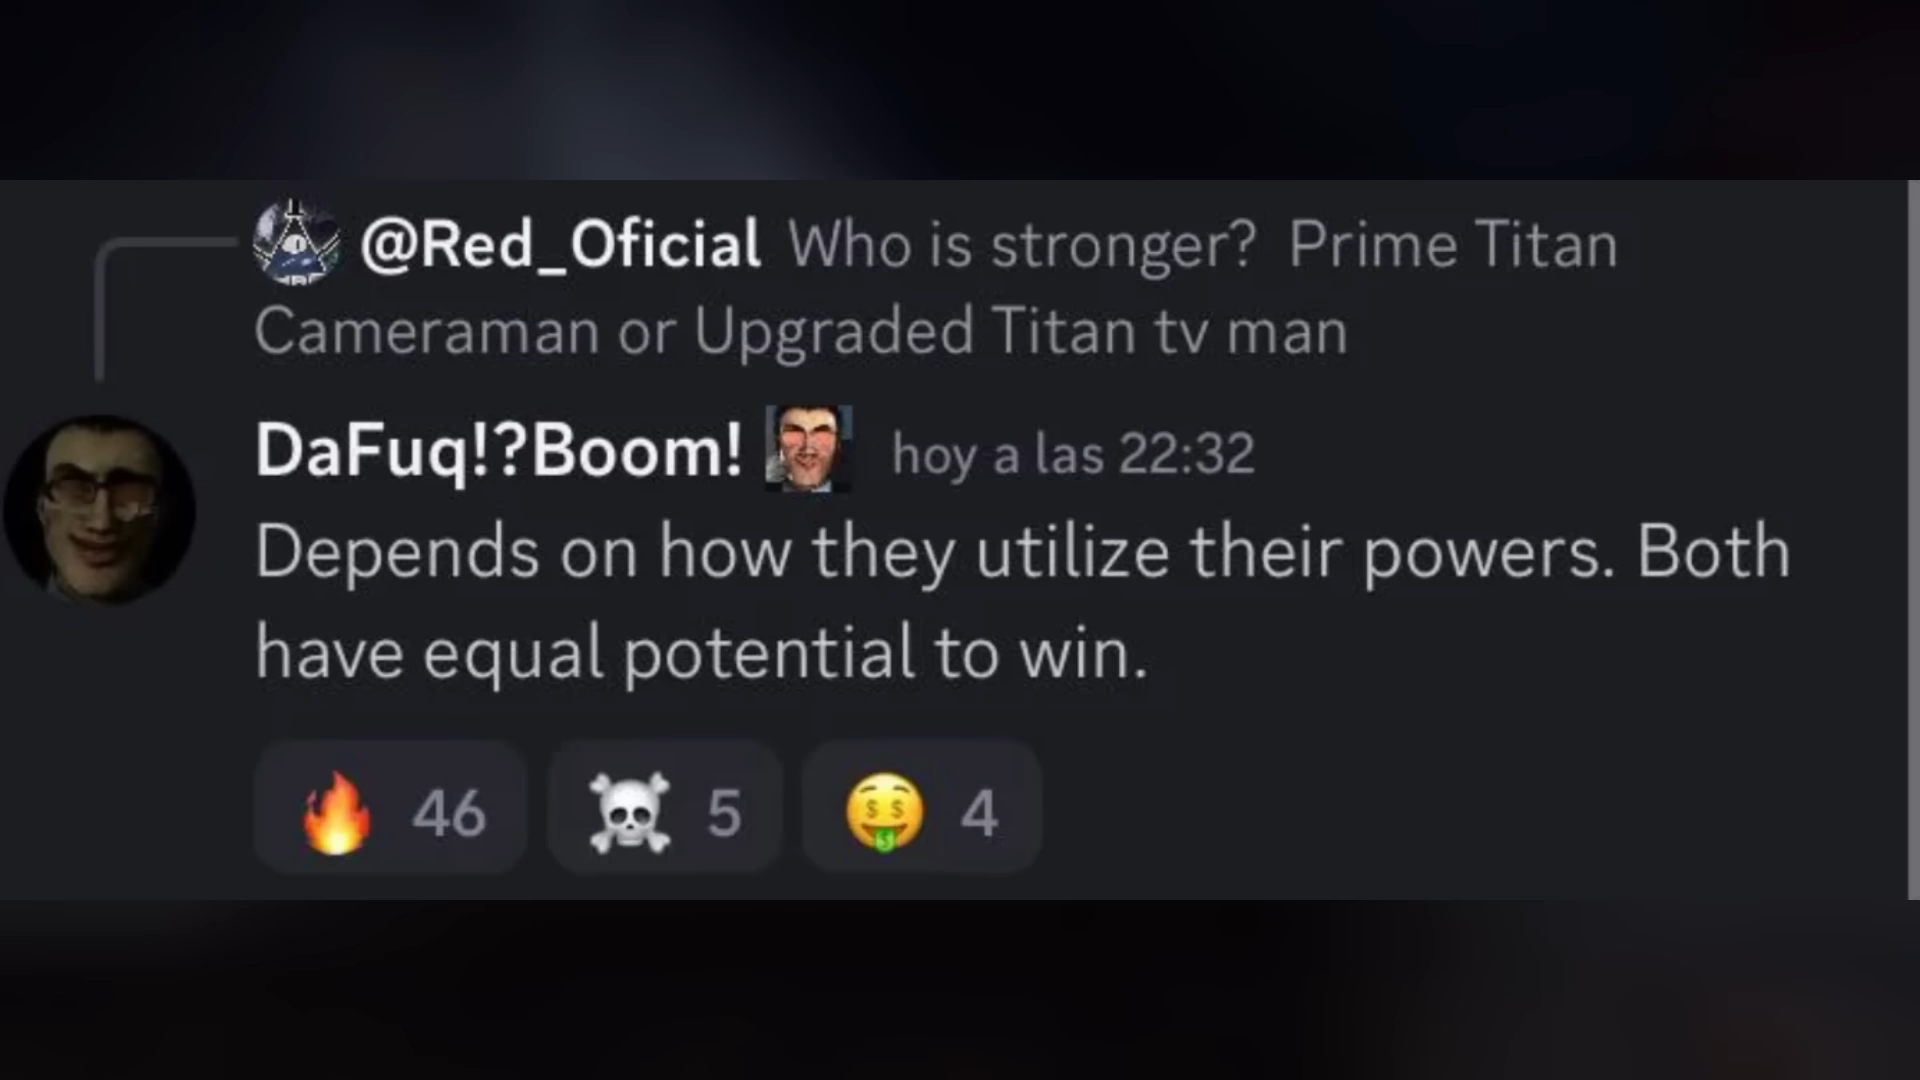 @Red_Oficial Who is stronger? Prime Titan
Cameraman or Upgraded Titan tv man
DaFuq!?Boom! hoy a las 22:32
Depends on how they utilize their powers. Both
have equal potential to win.
46 5 4